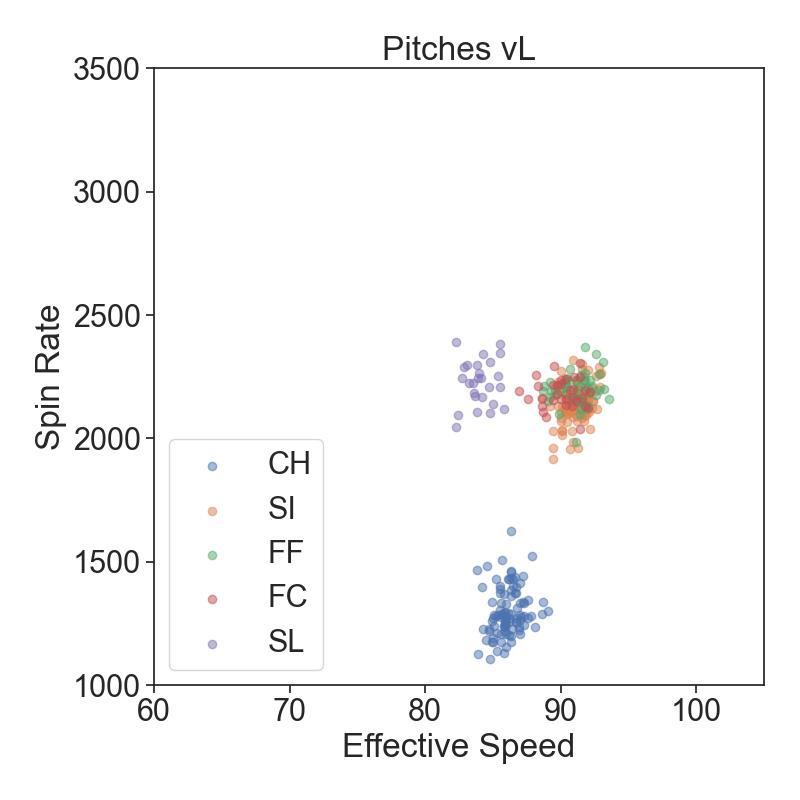 Pitches vL
3500
3000
2500
2000
1500
1000
Spin Rate
CH
SI
FF
FC
SL
60 70 80 90 100
Effective Speed